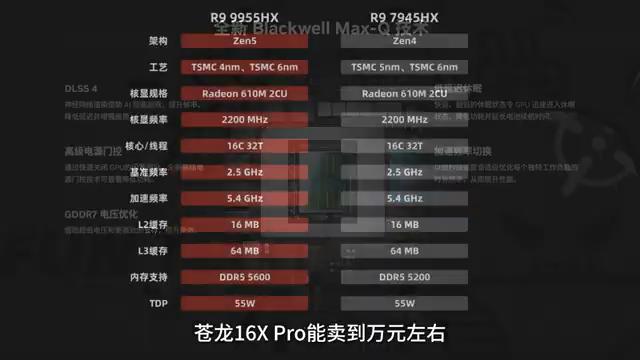 R9 9955HX R9 7945HX
全新 Blackwell Max-Q 技术
架构 Zen5 Zen4
工艺 TSMC 4nm、TSMC 6nm TSMC 5nm、TSMC 6nm
DLSS 4
核显规格 Radeon 610M 2CU Radeon 610M 2CU
核显频率 2200 MHz 2200 MHz
核心/线程 16C 32T 16C 32T
高级电源门控
基准频率 2.5 GHz 2.5 GHz
加速频率 5.4 GHz 5.4 GHz
GDDR7 电压优化
L2缓存 16 MB 16 MB
L3缓存 64 MB 64 MB
内存支持 DDR5 5600 DDR5 5200
TDP 55W 55W
苍龙16X Pro能卖到万元左右